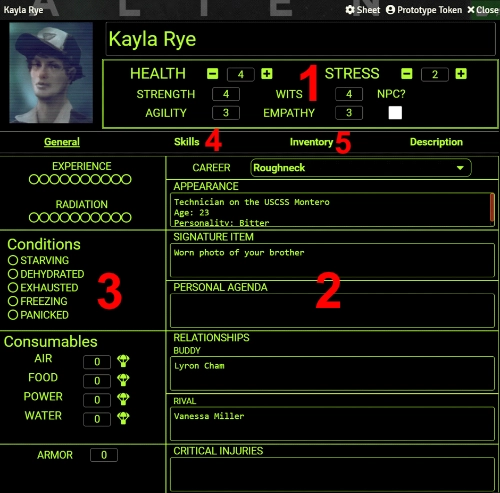 A L I E N
Kayla Rye
Sheet Prototype Token Close
Kayla Rye
HEALTH 4 STRESS 2
1
STRENGTH 4 WITS 4 NPC?
AGILITY 3 EMPATHY 3
General Skills 4 Inventory 5 Description
EXPERIENCE
RADIATION
CAREER Roughneck
APPEARANCE
Technician on the USCSS Montero
Age: 23
Personality: Bitter
SIGNATURE ITEM
Worn photo of your brother
PERSONAL AGENDA
2
Conditions
STARVING
DEHYDRATED
EXHAUSTED
FREEZING
PANICKED
3
RELATIONSHIPS
BUDDY
Lyron Cham
RIVAL
Vanessa Miller
CRITICAL INJURIES
Consumables
AIR 0
FOOD 0
POWER 0
WATER 0
ARMOR 0